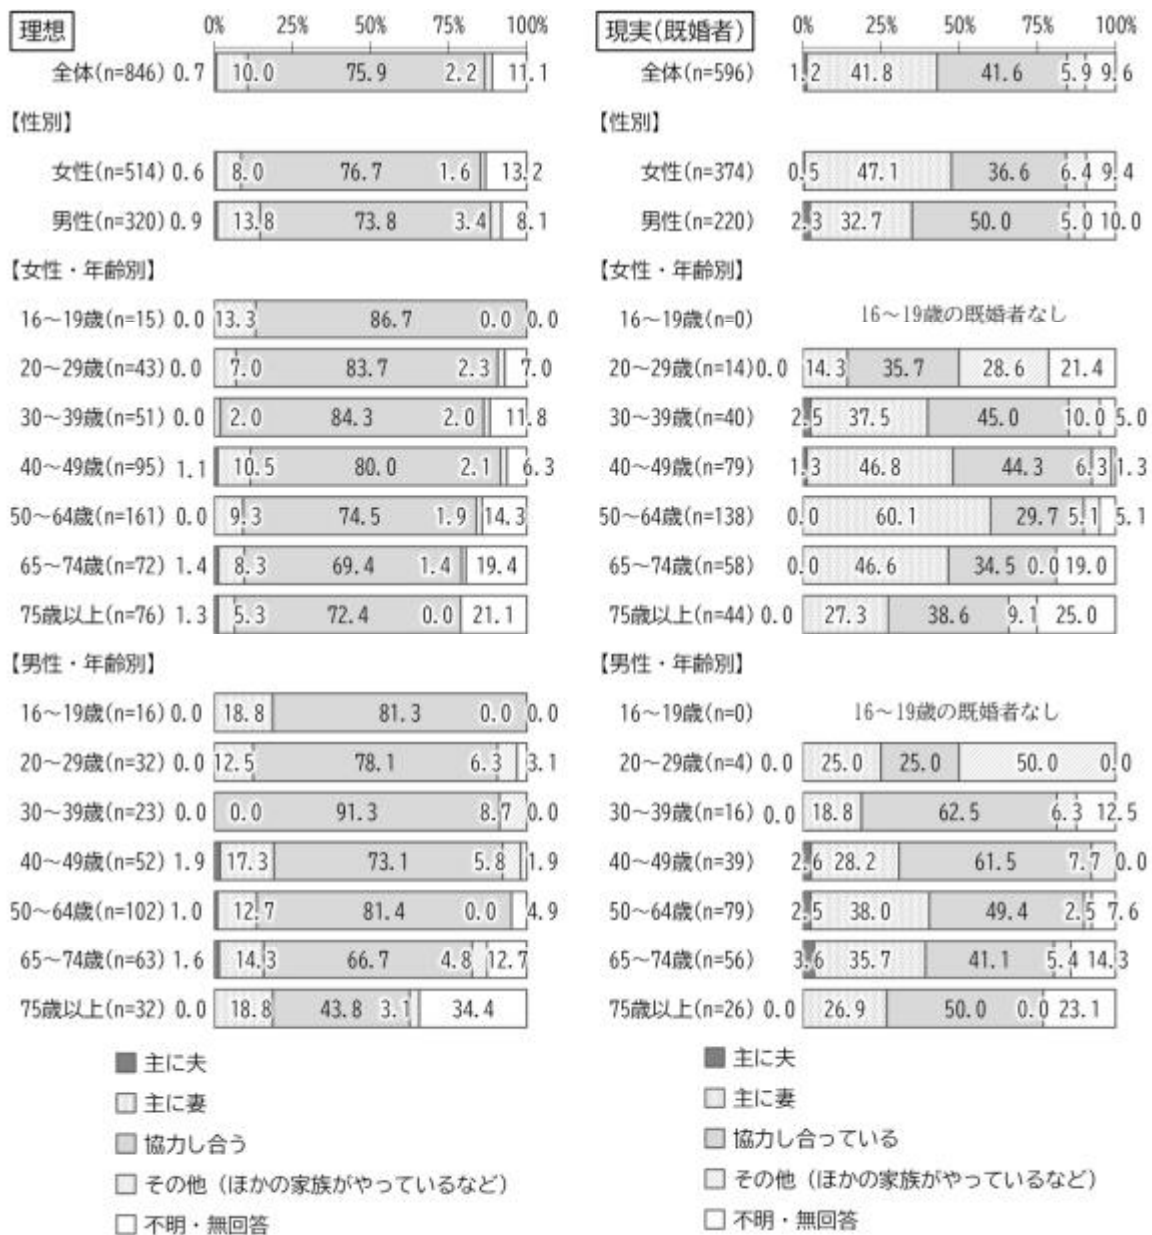 理想
0% 25% 50% 75% 100%
全体(n=846) 0.7 10.0 75.9 2.2 11.1
【性別】
女性(n=514) 0.6 8.0 76.7 1.6 13.2
男性(n=320) 0.9 13.8 73.8 3.4 8.1
【女性・年齢別】
16～19歳(n=15) 0.0 13.3 86.7 0.0 0.0
20～29歳(n=43) 0.0 7.0 83.7 2.3 7.0
30～39歳(n=51) 0.0 2.0 84.3 2.0 11.8
40～49歳(n=95) 1.1 10.5 80.0 2.1 6.3
50～64歳(n=161) 0.0 9.3 74.5 1.9 14.3
65～74歳(n=72) 1.4 8.3 69.4 1.4 19.4
75歳以上(n=76) 1.3 5.3 72.4 0.0 21.1
【男性・年齢別】
16～19歳(n=16) 0.0 18.8 81.3 0.0 0.0
20～29歳(n=32) 0.0 12.5 78.1 6.3 3.1
30～39歳(n=23) 0.0 0.0 91.3 8.7 0.0
40～49歳(n=52) 1.9 17.3 73.1 5.8 1.9
50～64歳(n=102) 1.0 12.7 81.4 0.0 4.9
65～74歳(n=63) 1.6 14.3 66.7 4.8 12.7
75歳以上(n=32) 0.0 18.8 43.8 3.1 34.4
主に夫
主に妻
協力し合う
その他（ほかの家族がやっているなど）
不明・無回答
現実(既婚者)
0% 25% 50% 75% 100%
全体(n=596) 1.2 41.8 41.6 5.9 9.6
【性別】
女性(n=374) 0.5 47.1 36.6 6.4 9.4
男性(n=220) 2.3 32.7 50.0 5.0 10.0
【女性・年齢別】
16～19歳(n=0) 16～19歳の既婚者なし
20～29歳(n=14) 0.0 14.3 35.7 28.6 21.4
30～39歳(n=40) 2.5 37.5 45.0 10.0 5.0
40～49歳(n=79) 1.3 46.8 44.3 6.3 1.3
50～64歳(n=138) 0.0 60.1 29.7 5.1 5.1
65～74歳(n=58) 0.0 46.6 34.5 0.0 19.0
75歳以上(n=44) 0.0 27.3 38.6 9.1 25.0
【男性・年齢別】
16～19歳(n=0) 16～19歳の既婚者なし
20～29歳(n=4) 0.0 25.0 25.0 50.0 0.0
30～39歳(n=16) 0.0 18.8 62.5 6.3 12.5
40～49歳(n=39) 2.6 28.2 61.5 7.7 0.0
50～64歳(n=79) 2.5 38.0 49.4 2.5 7.6
65～74歳(n=56) 3.6 35.7 41.1 5.4 14.3
75歳以上(n=26) 0.0 26.9 50.0 0.0 23.1
主に夫
主に妻
協力し合っている
その他（ほかの家族がやっているなど）
不明・無回答